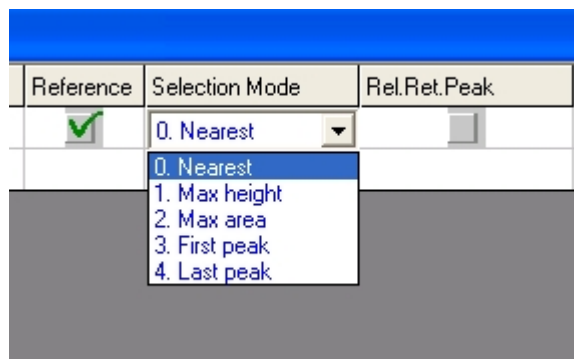 Reference Selection Mode Rel.Ret.Peak
0. Nearest
0. Nearest
1. Max height
2. Max area
3. First peak
4. Last peak